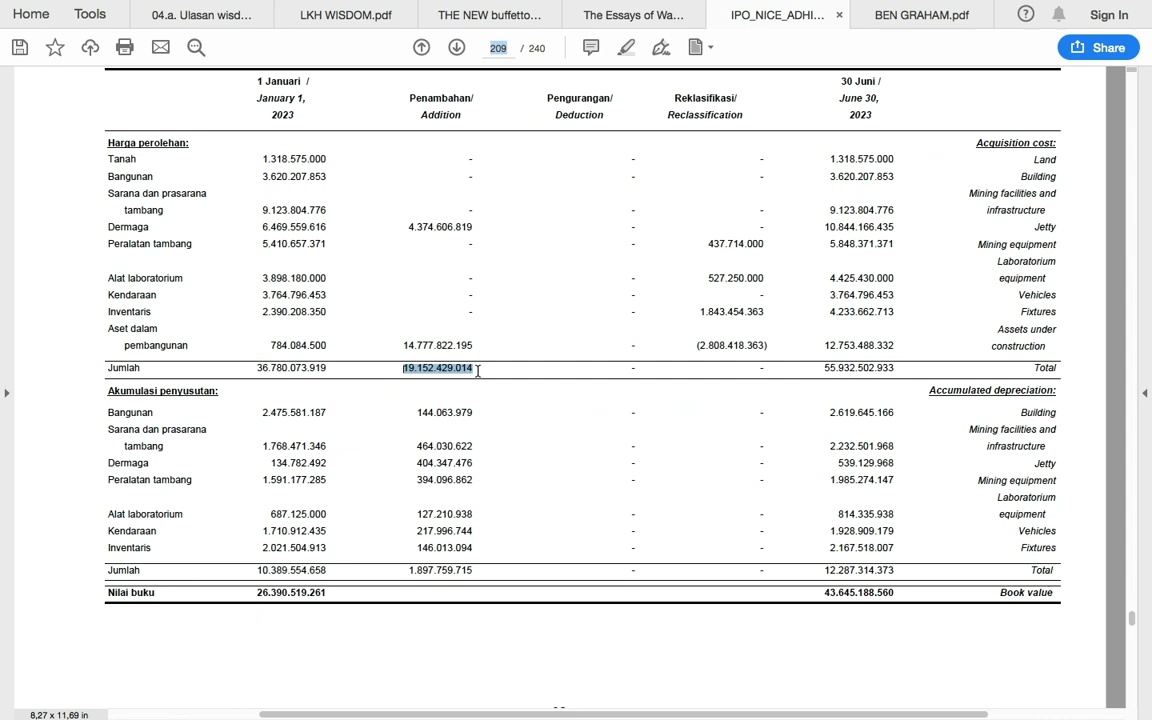 Home Tools 04.a. Ulasan wisd... LKH WISDOM.pdf THE NEW buffetto... The Essays of Wa... IPO_NICE_ADHI... × BEN GRAHAM.pdf ? Sign In
209 / 240 Share
1 Januari / 30 Juni /
January 1, Penambahan/ Pengurangan/ Reklasifikasi/ June 30,
2023 Addition Deduction Reclassification 2023
Harga perolehan: Acquisition cost:
Tanah 1.318.575.000 - - - 1.318.575.000 Land
Bangunan 3.620.207.853 - - - 3.620.207.853 Building
Sarana dan prasarana Mining facilities and
tambang 9.123.804.776 - - - 9.123.804.776 infrastructure
Dermaga 6.469.559.616 4.374.606.819 - - 10.844.166.435 Jetty
Peralatan tambang 5.410.657.371 - - 437.714.000 5.848.371.371 Mining equipment
Laboratorium
Alat laboratorium 3.898.180.000 - - 527.250.000 4.425.430.000 equipment
Kendaraan 3.764.796.453 - - - 3.764.796.453 Vehicles
Inventaris 2.390.208.350 - - 1.843.454.363 4.233.662.713 Fixtures
Aset dalam Assets under
pembangunan 784.084.500 14.777.822.195 - (2.808.418.363) 12.753.488.332 construction
Jumlah 36.780.073.919 19.152.429.014 - - 55.932.502.933 Total
Akumulasi penyusutan: Accumulated depreciation:
Bangunan 2.475.581.187 144.063.979 - - 2.619.645.166 Building
Sarana dan prasarana Mining facilities and
tambang 1.768.471.346 464.030.622 - - 2.232.501.968 infrastructure
Dermaga 134.782.492 404.347.476 - - 539.129.968 Jetty
Peralatan tambang 1.591.177.285 394.096.862 - - 1.985.274.147 Mining equipment
Laboratorium
Alat laboratorium 687.125.000 127.210.938 - - 814.335.938 equipment
Kendaraan 1.710.912.435 217.996.744 - - 1.928.909.179 Vehicles
Inventaris 2.021.504.913 146.013.094 - - 2.167.518.007 Fixtures
Jumlah 10.389.554.658 1.897.759.715 - - 12.287.314.373 Total
Nilai buku 26.390.519.261 43.645.188.560 Book value
8,27 x 11,69 in